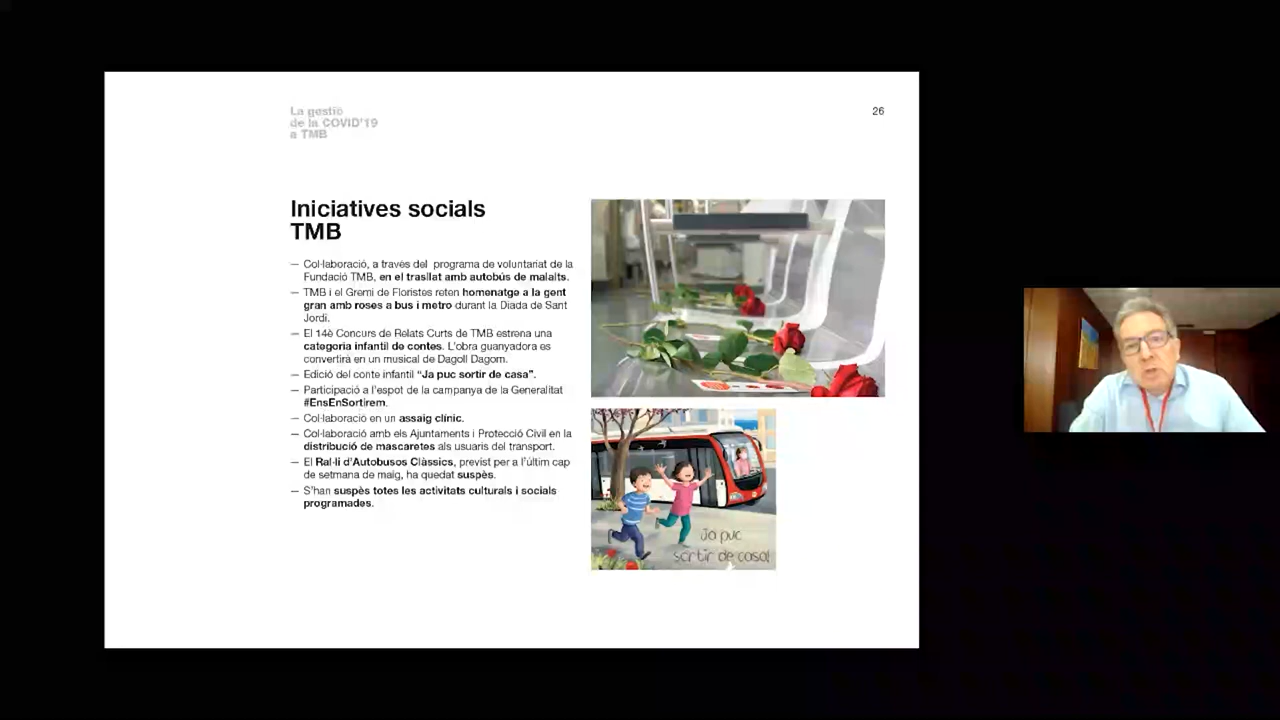 La gestió
de la COVID'19
a TMB
26
Iniciatives socials
TMB
— Col·laboració, a través del programa de voluntariat de la
Fundació TMB, en el trasllat amb autobús de malalts.
— TMB i el Gremi de Floristes reten homenatge a la gent
gran amb roses a bus i metro durant la Diada de Sant
Jordi.
— El 14è Concurs de Relats Curts de TMB estrena una
categoria infantil de contes. L'obra guanyadora es
convertirà en un musical de Dagoll Dagom.
— Edició del conte infantil "Ja puc sortir de casa".
— Participació a l'espot de la campanya de la Generalitat
#EnsEnSortirem.
— Col·laboració en un assaig clínic.
— Col·laboració amb els Ajuntaments i Protecció Civil en la
distribució de mascaretes als usuaris del transport.
— El Ral·li d'Autobusos Clàssics, previst per a l'últim cap
de setmana de maig, ha quedat suspès.
— S'han suspès totes les activitats culturals i socials
programades.
Ja puc
sortir de casa!